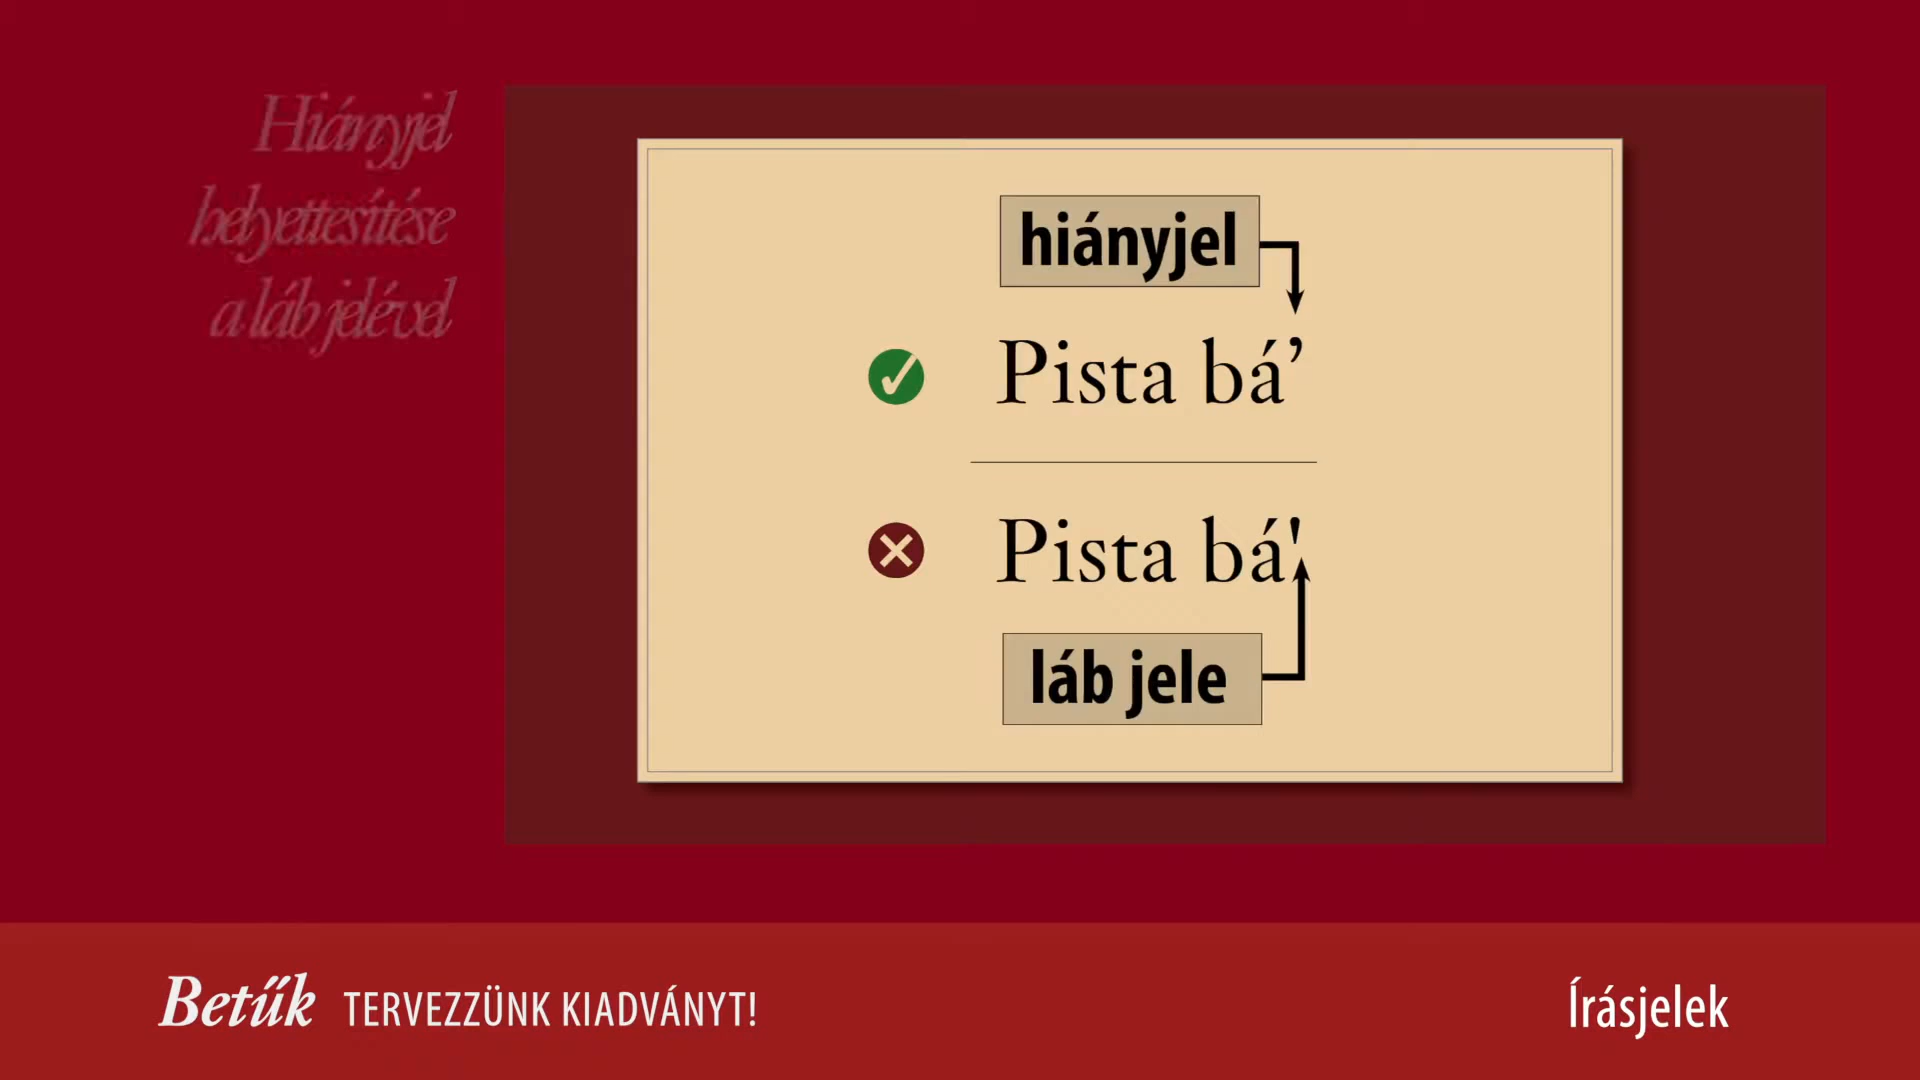 Hiányjel
helyettesítése
a láb jelével
hiányjel
Pista bá’
Pista bá'
láb jele
Betűk TERVEZZÜNK KIADVÁNYT!
Írásjelek